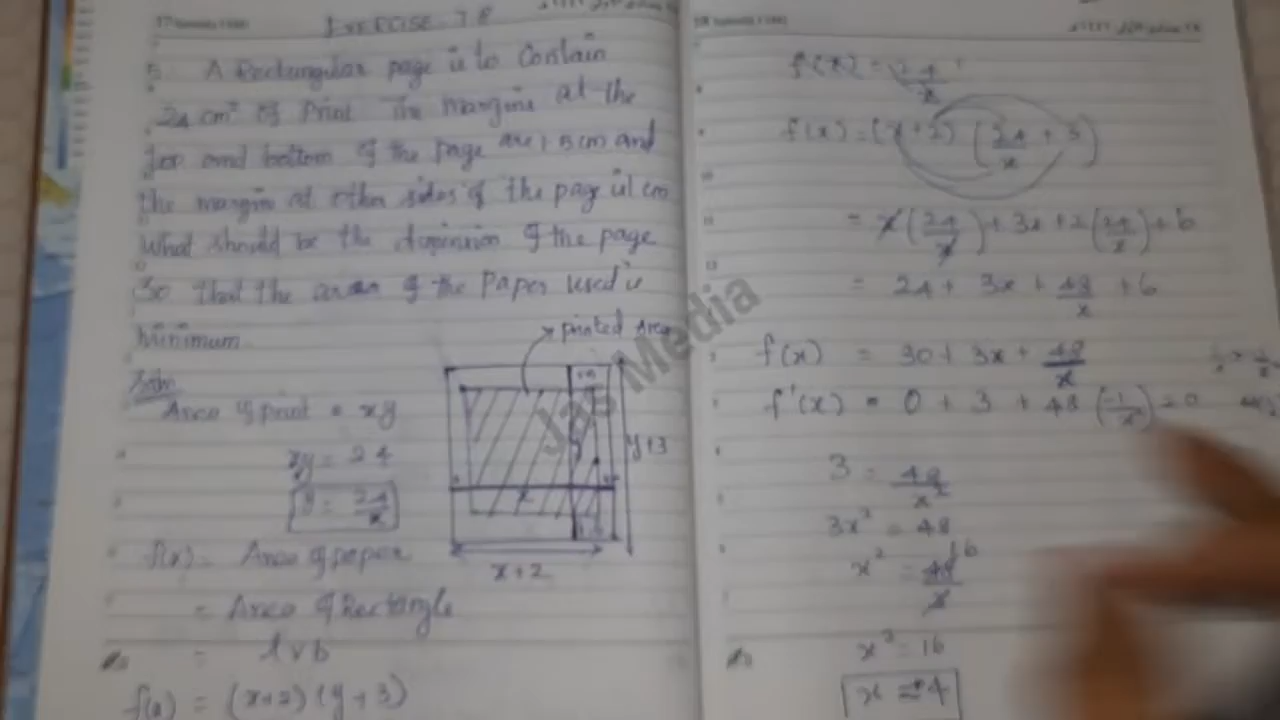 EXERCISE 7.8
5. A Rectangular page is to contain
24 cm² of Print The margins at the
top and bottom of the page are 1.5 cm and
the margin at other sides of the page is 1 cm
What should be the dominsion of the page
so that the area of the Paper used is
Minimum
Soln
printed Area
Area of print = xy
xy = 24
y = 24/x
y+3
x
x+2
f(x) = Area of paper
= Area of Rectangle
= l × b
f(x) = (x+2) (y+3)
f(x) = (x+2) (24/x + 3)
= x(24/x) + 3x + 2(24/x) + 6
= 24 + 3x + 48/x + 6
f(x) = 30 + 3x + 48/x
f'(x) = 0 + 3 + 48 (-1/x²) = 0
3 = 48/x²
3x² = 48
x² = 48/3 16
x² = 16
x = ±4
Jas Media